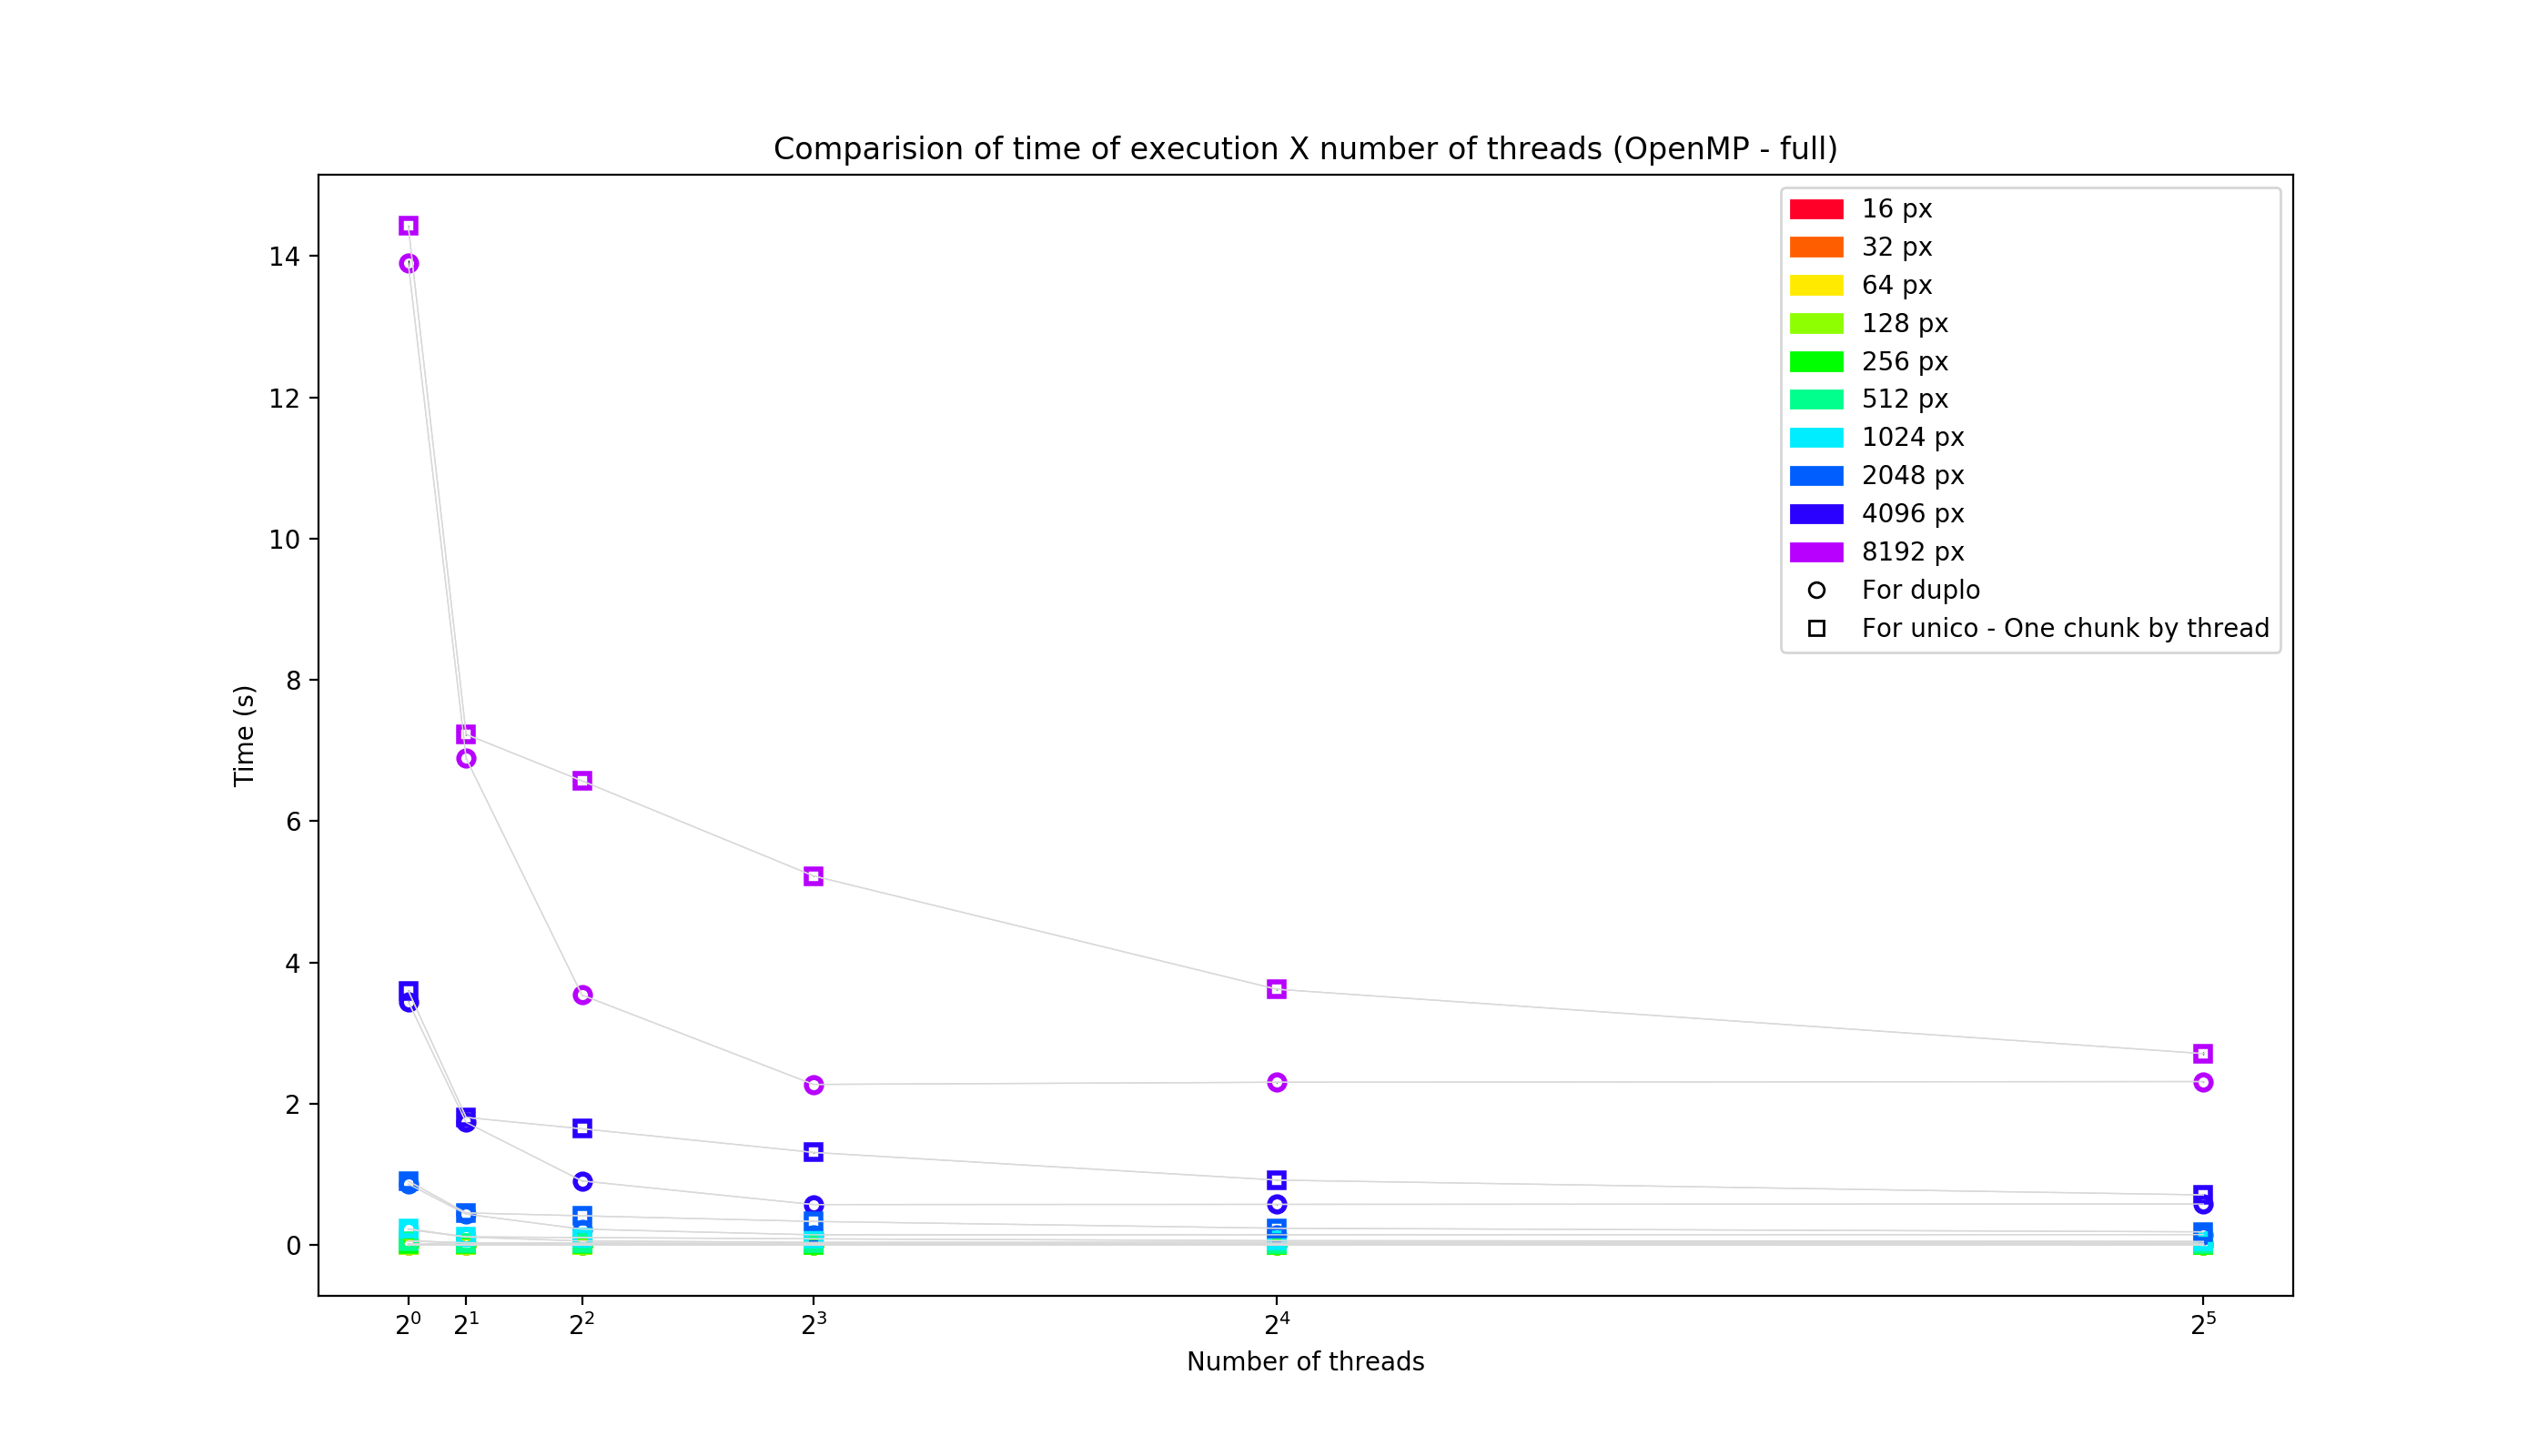 Comparision of time of execution X number of threads (OpenMP - full)
16 px
32 px
64 px
128 px
256 px
512 px
1024 px
2048 px
4096 px
8192 px
For duplo
For unico - One chunk by thread
14
12
10
8
6
4
2
0
Time (s)
2⁰ 2¹ 2² 2³ 2⁴ 2⁵
Number of threads